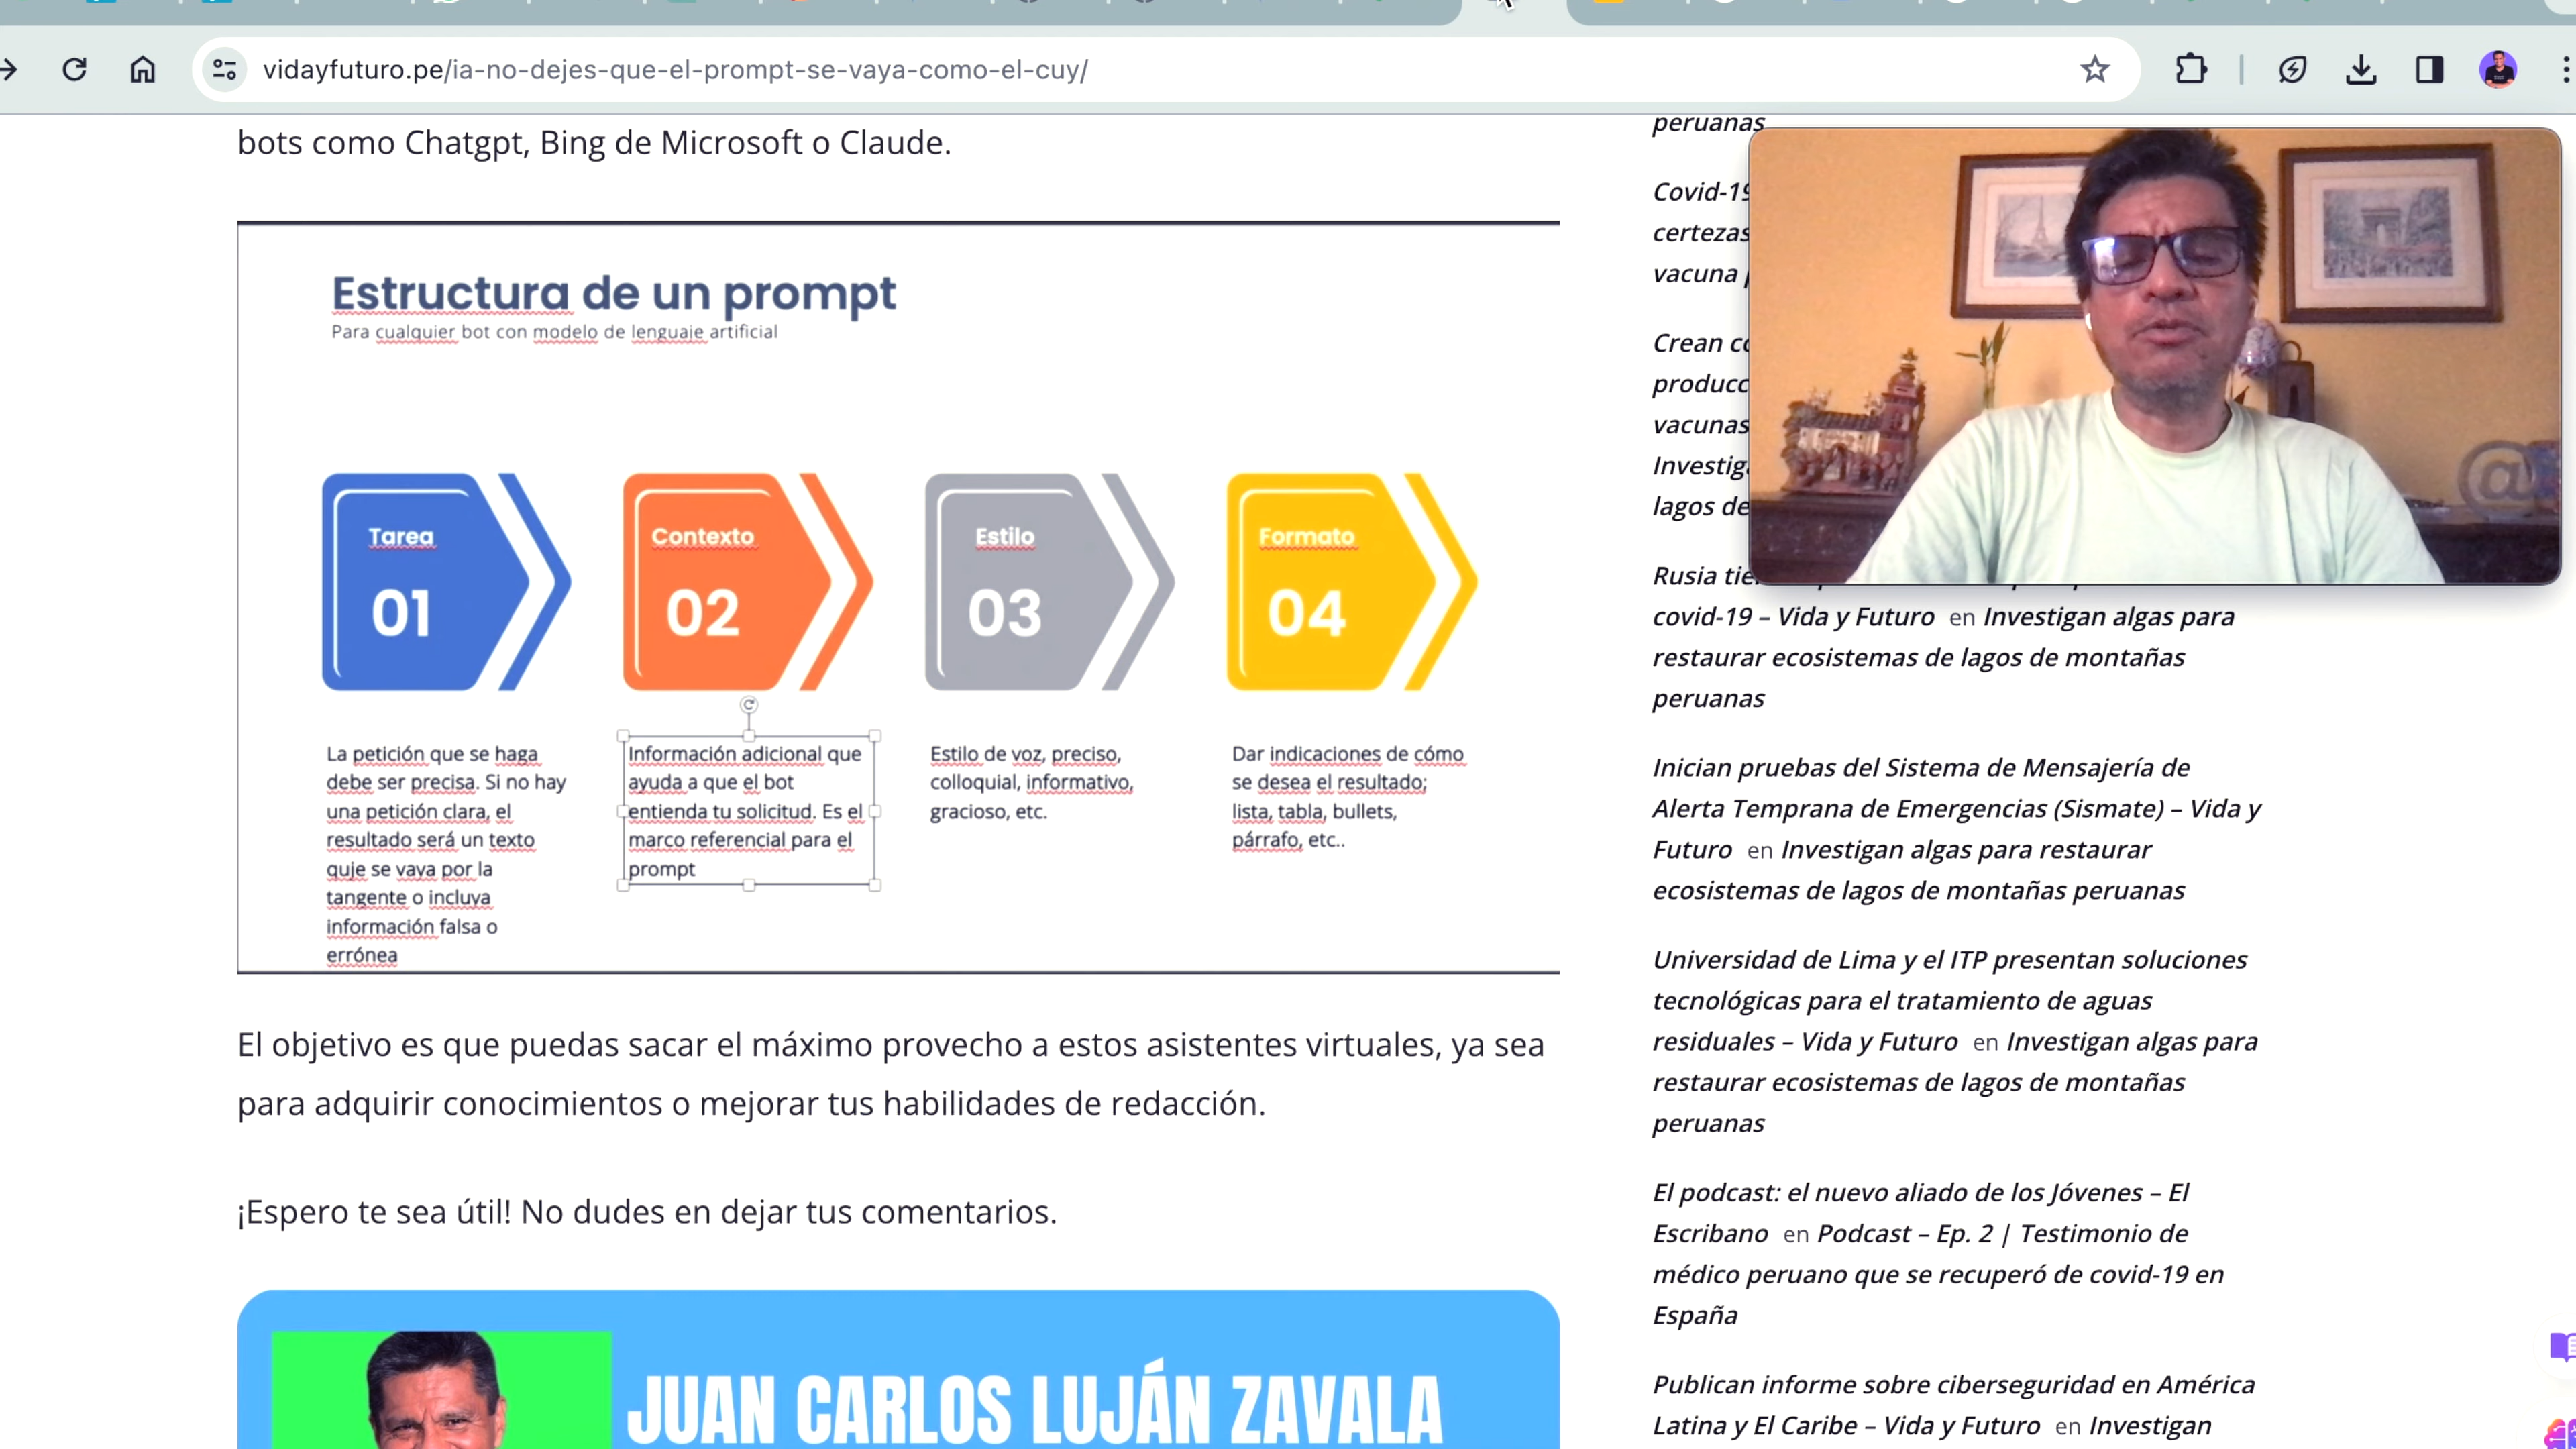 vidayfuturo.pe/ia-no-dejes-que-el-prompt-se-vaya-como-el-cuy/
bots como Chatgpt, Bing de Microsoft o Claude.
Estructura de un prompt
Para cualquier bot con modelo de lenguaje artificial
Tarea
01
La petición que se haga
debe ser precisa. Si no hay
una petición clara, el
resultado será un texto
quje se vaya por la
tangente o incluya
información falsa o
errónea
Contexto
02
Información adicional que
ayuda a que el bot
entienda tu solicitud. Es el
marco referencial para el
prompt
Estilo
03
Estilo de voz, preciso,
colloquial, informativo,
gracioso, etc.
Formato
04
Dar indicaciones de cómo
se desea el resultado;
lista, tabla, bullets,
párrafo, etc..
El objetivo es que puedas sacar el máximo provecho a estos asistentes virtuales, ya sea
para adquirir conocimientos o mejorar tus habilidades de redacción.
¡Espero te sea útil! No dudes en dejar tus comentarios.
JUAN CARLOS LUJÁN ZAVALA
peruanas
Covid-19
certezas
vacuna
Crean
vacunas
lagos de
Rusia
covid-19 – Vida y Futuro en Investigan algas para
restaurar ecosistemas de lagos de montañas
peruanas
Inician pruebas del Sistema de Mensajería de
Alerta Temprana de Emergencias (Sismate) – Vida y
Futuro en Investigan algas para restaurar
ecosistemas de lagos de montañas peruanas
Universidad de Lima y el ITP presentan soluciones
tecnológicas para el tratamiento de aguas
residuales – Vida y Futuro en Investigan algas para
restaurar ecosistemas de lagos de montañas
peruanas
El podcast: el nuevo aliado de los Jóvenes – El
Escribano en Podcast – Ep. 2 | Testimonio de
médico peruano que se recuperó de covid-19 en
España
Publican informe sobre ciberseguridad en América
Latina y El Caribe – Vida y Futuro en Investigan